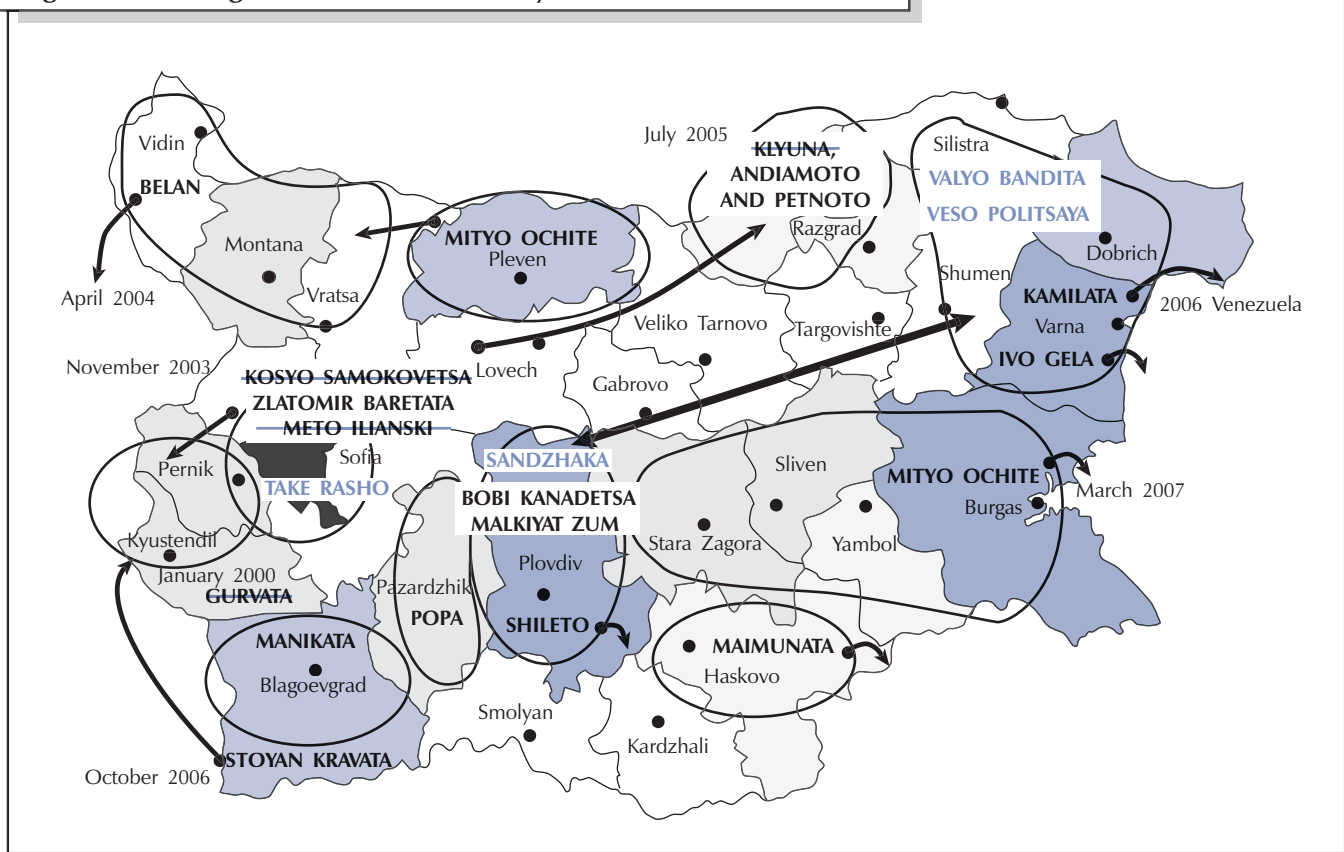 July 2005
KLYUNA,
ANDIAMOTO
AND PETNOTO
Silistra
VALYO BANDITA
VESO POLITSAYA
Vidin
BELAN
Montana
MITYO OCHITE
Pleven
Razgrad
Dobrich
Shumen
April 2004
Vratsa
KAMILATA
2006 Venezuela
Varna
Veliko Tarnovo
Targovishte
IVO GELA
November 2003
KOSYO SAMOKOVETSA
Lovech
ZLATOMIR BARETATA
METO ILIANSKI
Gabrovo
Pernik
Sofia
TAKE RASHO
SANDZHAKA
BOBI KANADETSA
MALKIYAT ZUM
Sliven
MITYO OCHITE
March 2007
Burgas
Kyustendil
Stara Zagora
Yambol
January 2000
GURVATA
Pazardzhik
POPA
Plovdiv
SHILETO
MANIKATA
Blagoevgrad
MAIMUNATA
Haskovo
Smolyan
Kardzhali
STOYAN KRAVATA
October 2006